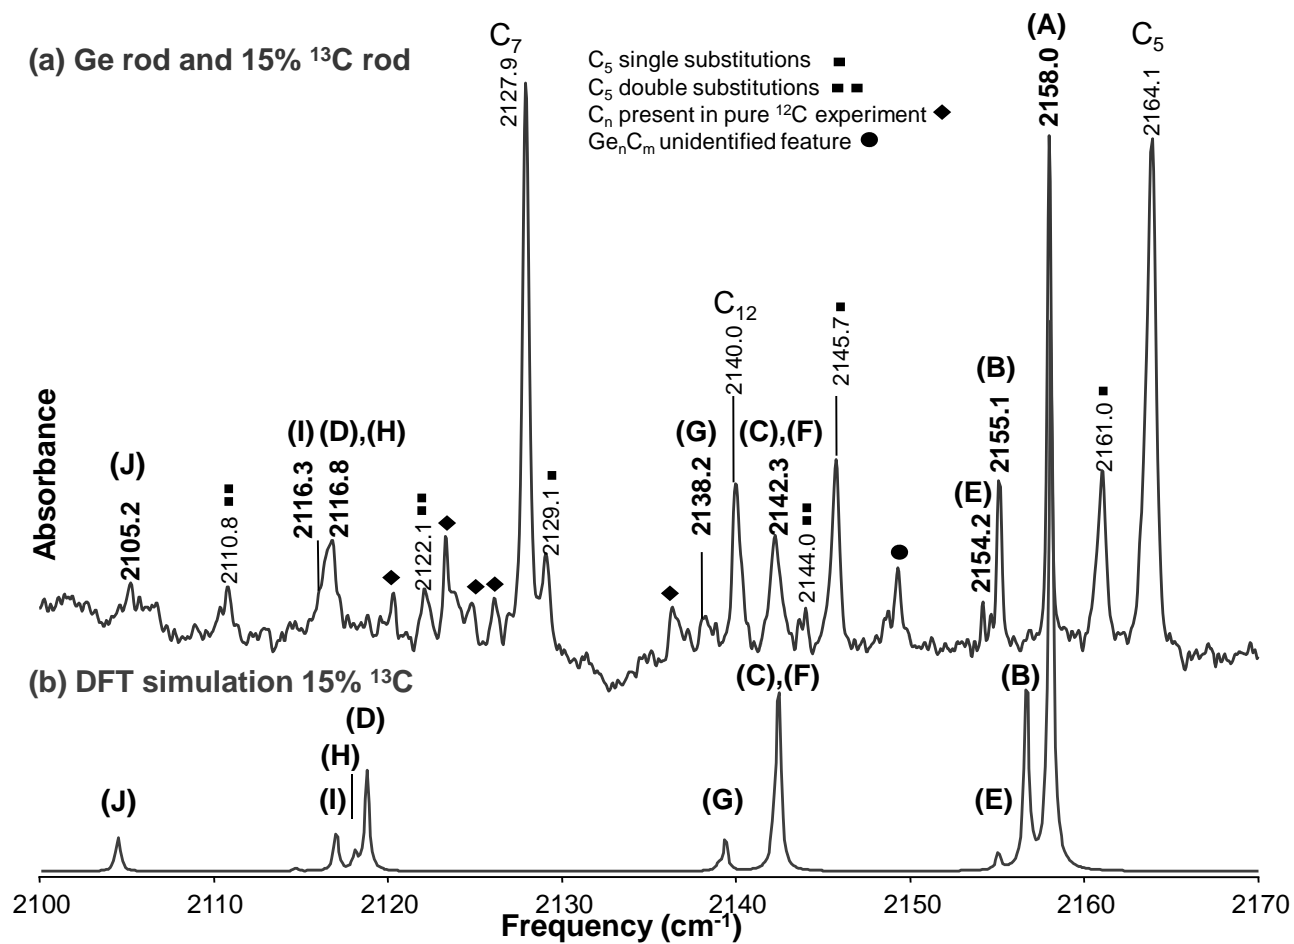 (a) Ge rod and 15% ¹³C rod
C₇
2127.9
C₅ single substitutions ■
C₅ double substitutions ■ ■
Cₙ present in pure ¹²C experiment ◆
GeₙCₘ unidentified feature ●
(A)
2158.0
C₅
2164.1
C₁₂
2140.0
2145.7 ■
(B)
2155.1
2161.0 ■
(J)
2105.2
2110.8 ■ ■
(I) (D),(H)
2116.3
2116.8
2122.1 ■ ■
2129.1 ■
(G)
2138.2
(C),(F)
2142.3
2144.0 ■ ■
(E)
2154.2
Absorbance
(b) DFT simulation 15% ¹³C
(J)
(I)
(H)
(D)
(G)
(C),(F)
(E)
(B)
2100 2110 2120 2130 2140 2150 2160 2170
Frequency (cm⁻¹)